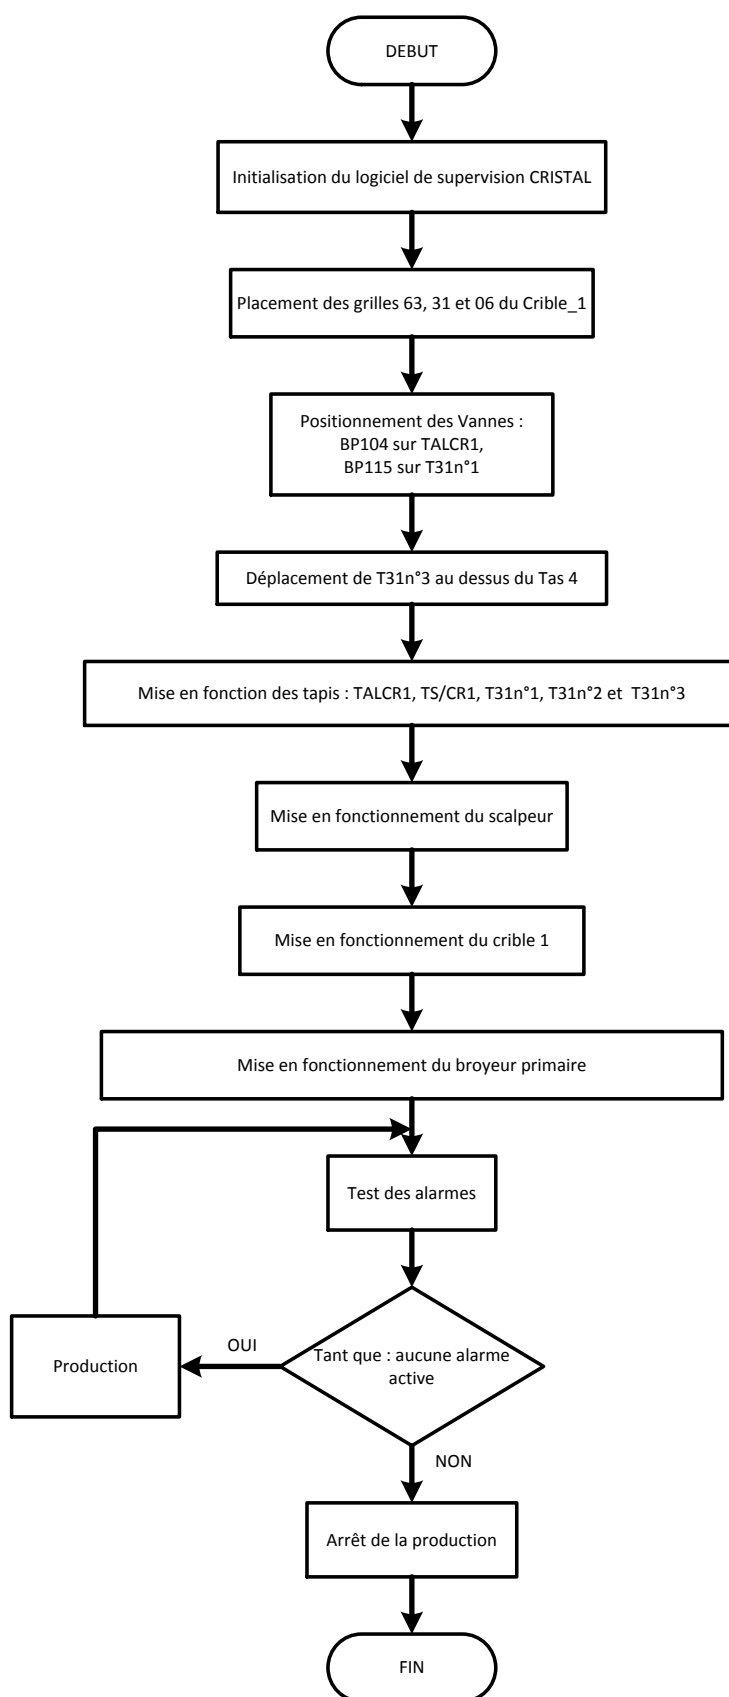 DEBUT
Initialisation du logiciel de supervision CRISTAL
Placement des grilles 63, 31 et 06 du Crible_1
Positionnement des Vannes :
BP104 sur TALCR1,
BP115 sur T31n°1
Déplacement de T31n°3 au dessus du Tas 4
Mise en fonction des tapis : TALCR1, TS/CR1, T31n°1, T31n°2 et T31n°3
Mise en fonctionnement du scalpeur
Mise en fonctionnement du crible 1
Mise en fonctionnement du broyeur primaire
Test des alarmes
Tant que : aucune alarme
active
OUI
Production
NON
Arrêt de la production
FIN